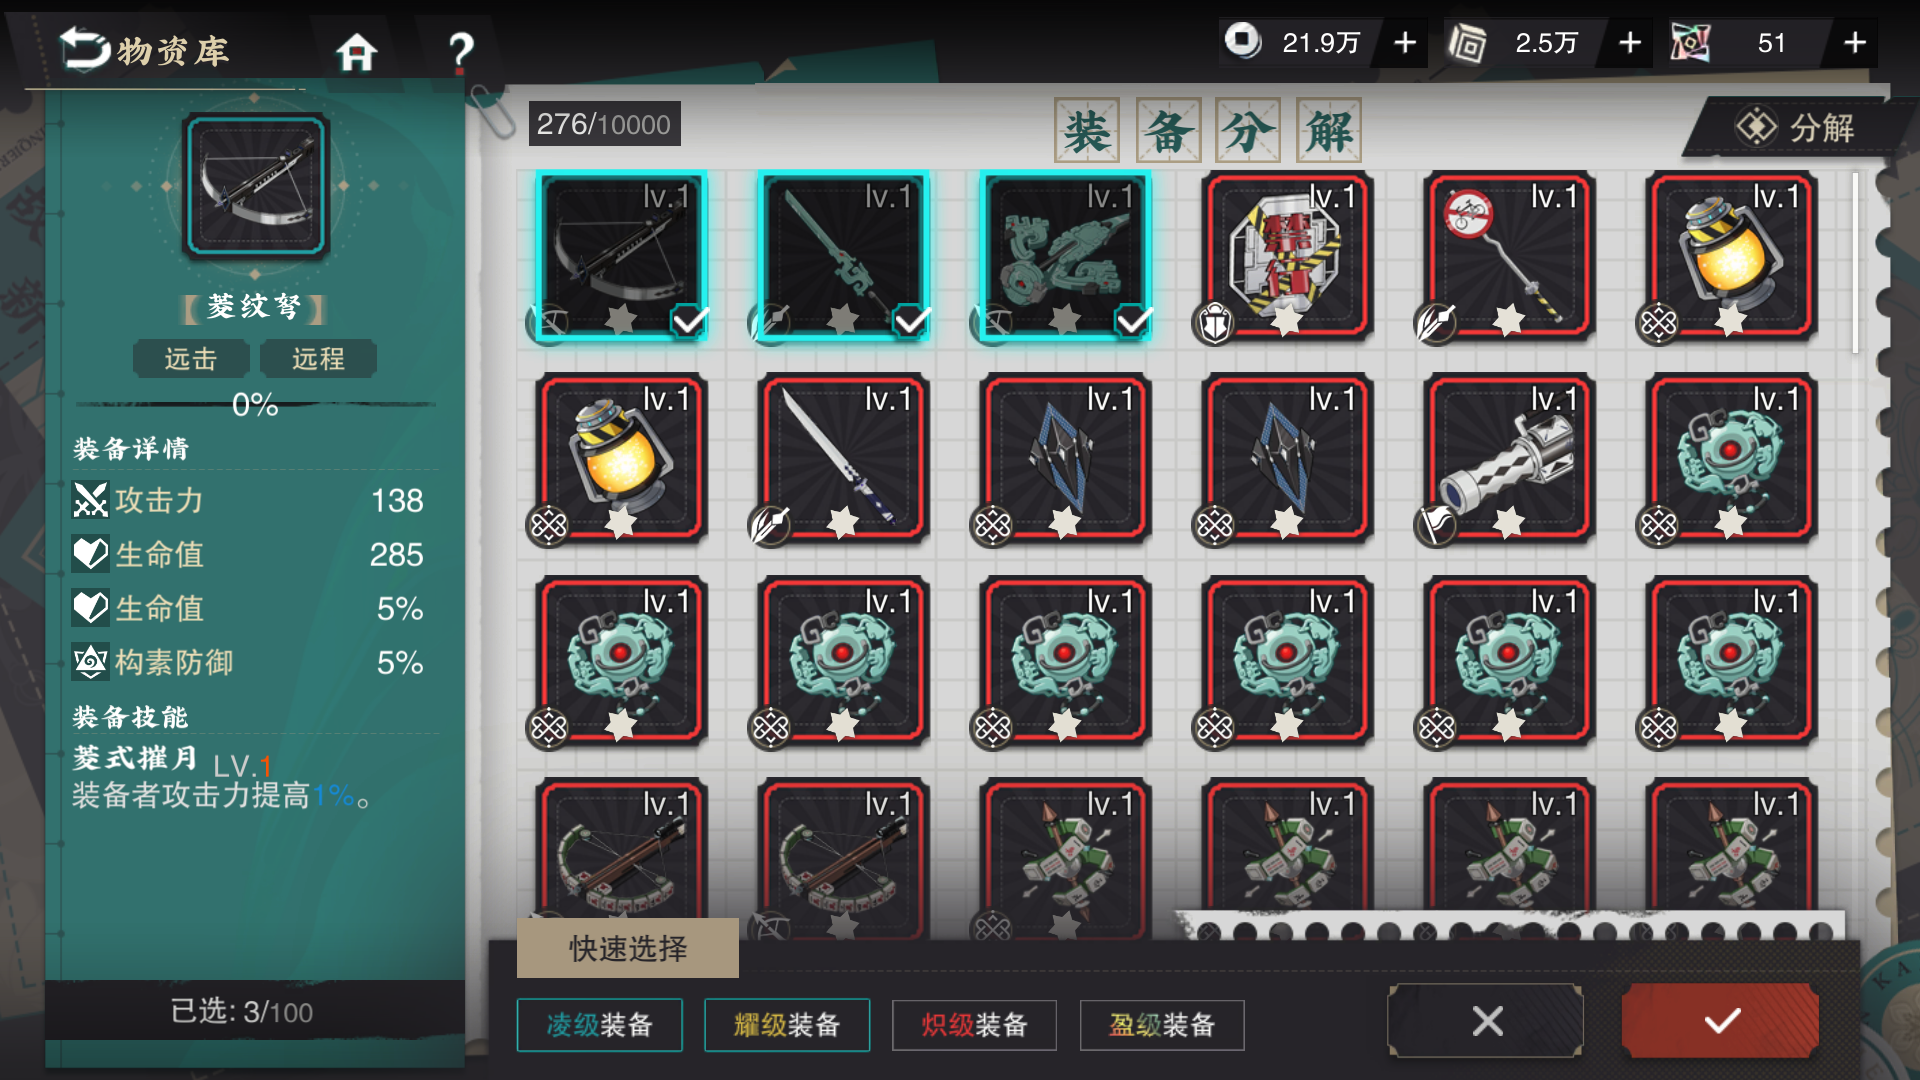 物资库
?
21.9万
2.5万
51
276/10000
装备分解
分解
菱纹弩
远击 远程
0%
装备详情
攻击力 138
生命值 285
生命值 5%
构素防御 5%
装备技能
菱式摧月 LV.1
装备者攻击力提高1%。
已选: 3/100
lv.1 lv.1 lv.1 lv.1 lv.1 lv.1
lv.1 lv.1 lv.1 lv.1 lv.1 lv.1
lv.1 lv.1 lv.1 lv.1 lv.1 lv.1
lv.1 lv.1 lv.1 lv.1 lv.1 lv.1
快速选择
凌级装备 耀级装备 炽级装备 盈级装备